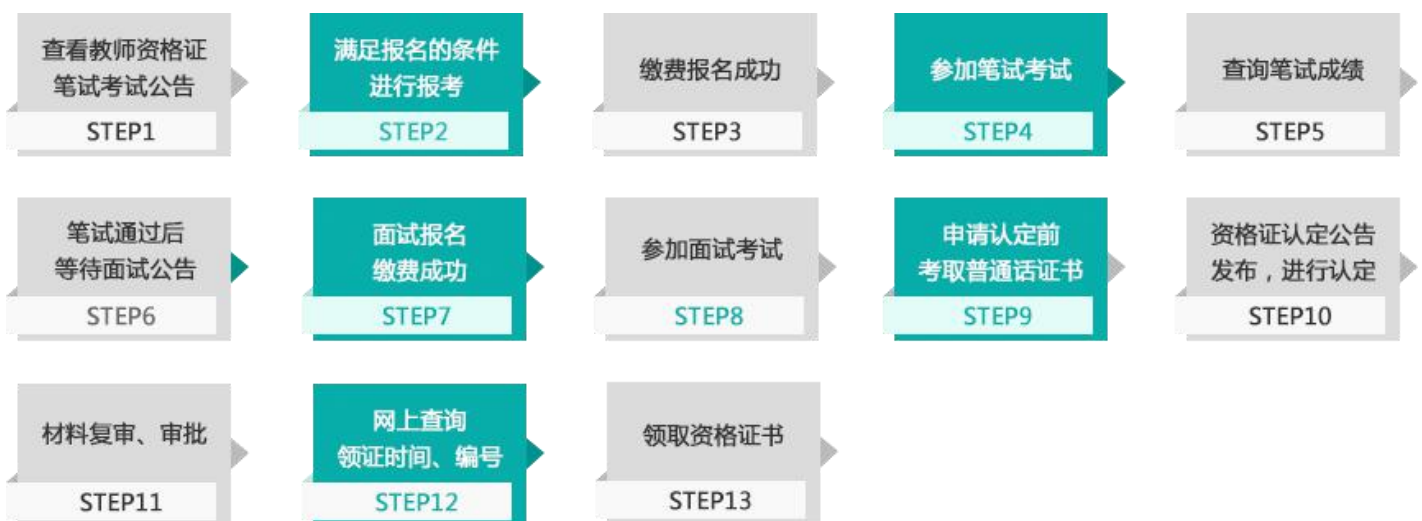 查看教师资格证
笔试考试公告
STEP1
满足报名的条件
进行报考
STEP2
缴费报名成功
STEP3
参加笔试考试
STEP4
查询笔试成绩
STEP5
笔试通过后
等待面试公告
STEP6
面试报名
缴费成功
STEP7
参加面试考试
STEP8
申请认定前
考取普通话证书
STEP9
资格证认定公告
发布，进行认定
STEP10
材料复审、审批
STEP11
网上查询
领证时间、编号
STEP12
领取资格证书
STEP13